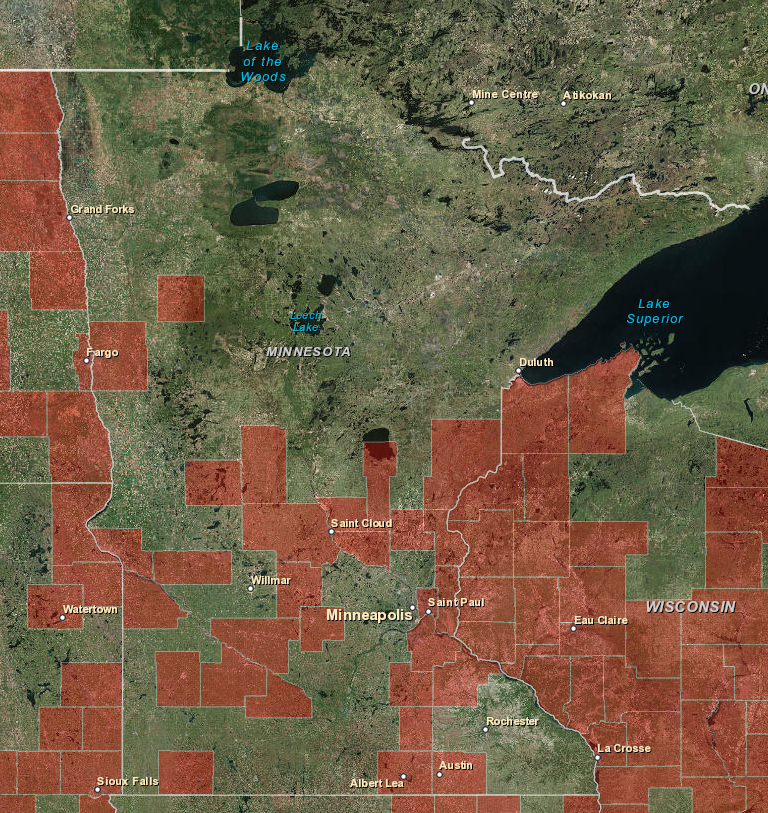 Lake
of the
Woods
Mine Centre
Atikokan
ON
Grand Forks
Lake
Superior
Leech
Lake
MINNESOTA
Fargo
Duluth
Saint Cloud
Willmar
Watertown
Minneapolis
Saint Paul
WISCONSIN
Eau Claire
Rochester
La Crosse
Austin
Albert Lea
Sioux Falls